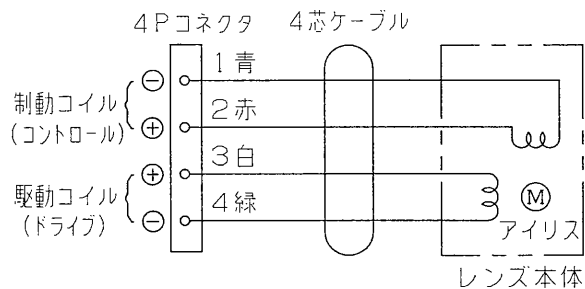 4Pコネクタ 4芯ケーブル
⊖ 1青
制動コイル
(コントロール)
⊕ 2赤
⊕ 3白
駆動コイル
(ドライブ)
⊖ 4緑
M
アイリス
レンズ本体